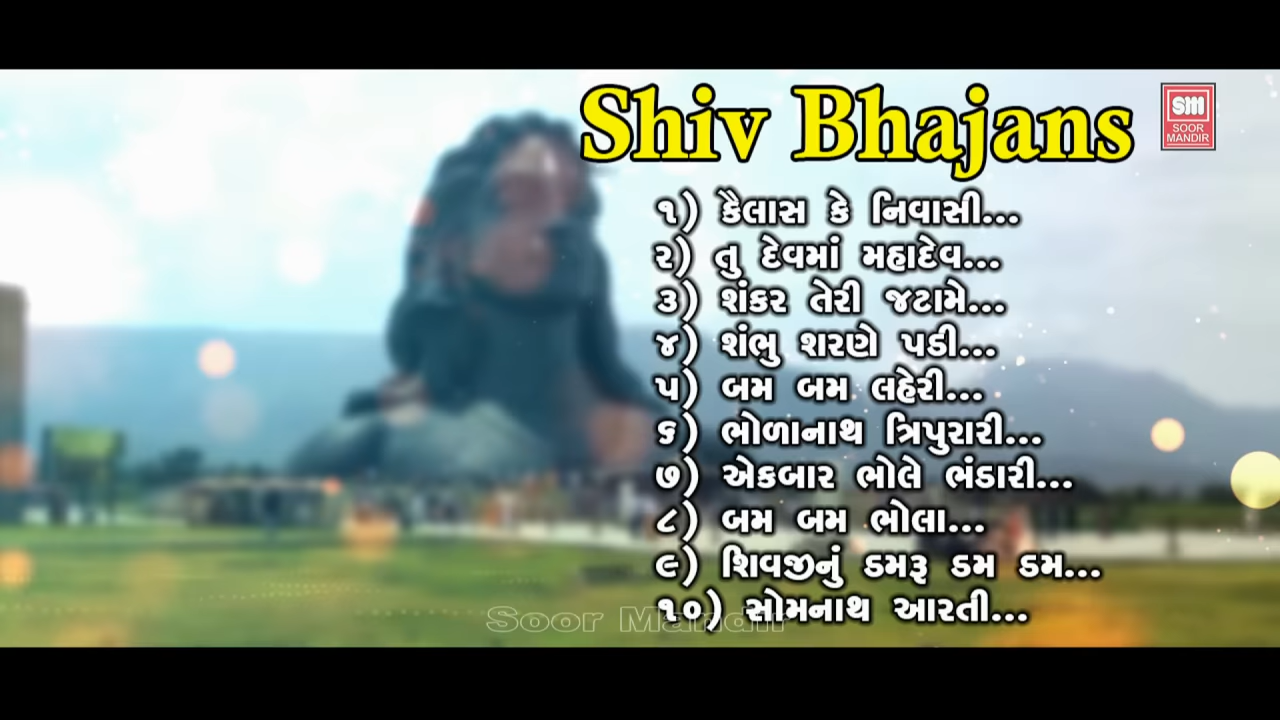 Shiv Bhajans
sm
SOOR
MANDIR
૧) કૈલાસ કે નિવાસી...
૨) તુ દેવમાં મહાદેવ...
૩) શંકર તેરી જટામે...
૪) શંભુ શરણે પડી...
૫) બમ બમ લહેરી...
૬) ભોળાનાથ ત્રિપુરારી...
૭) એકબાર ભોલે ભંડારી...
૮) બમ બમ ભોલા...
૯) શિવજીનું ડમરૂ ડમ ડમ...
૧૦) સોમનાથ આરતી...
Soor Mandir